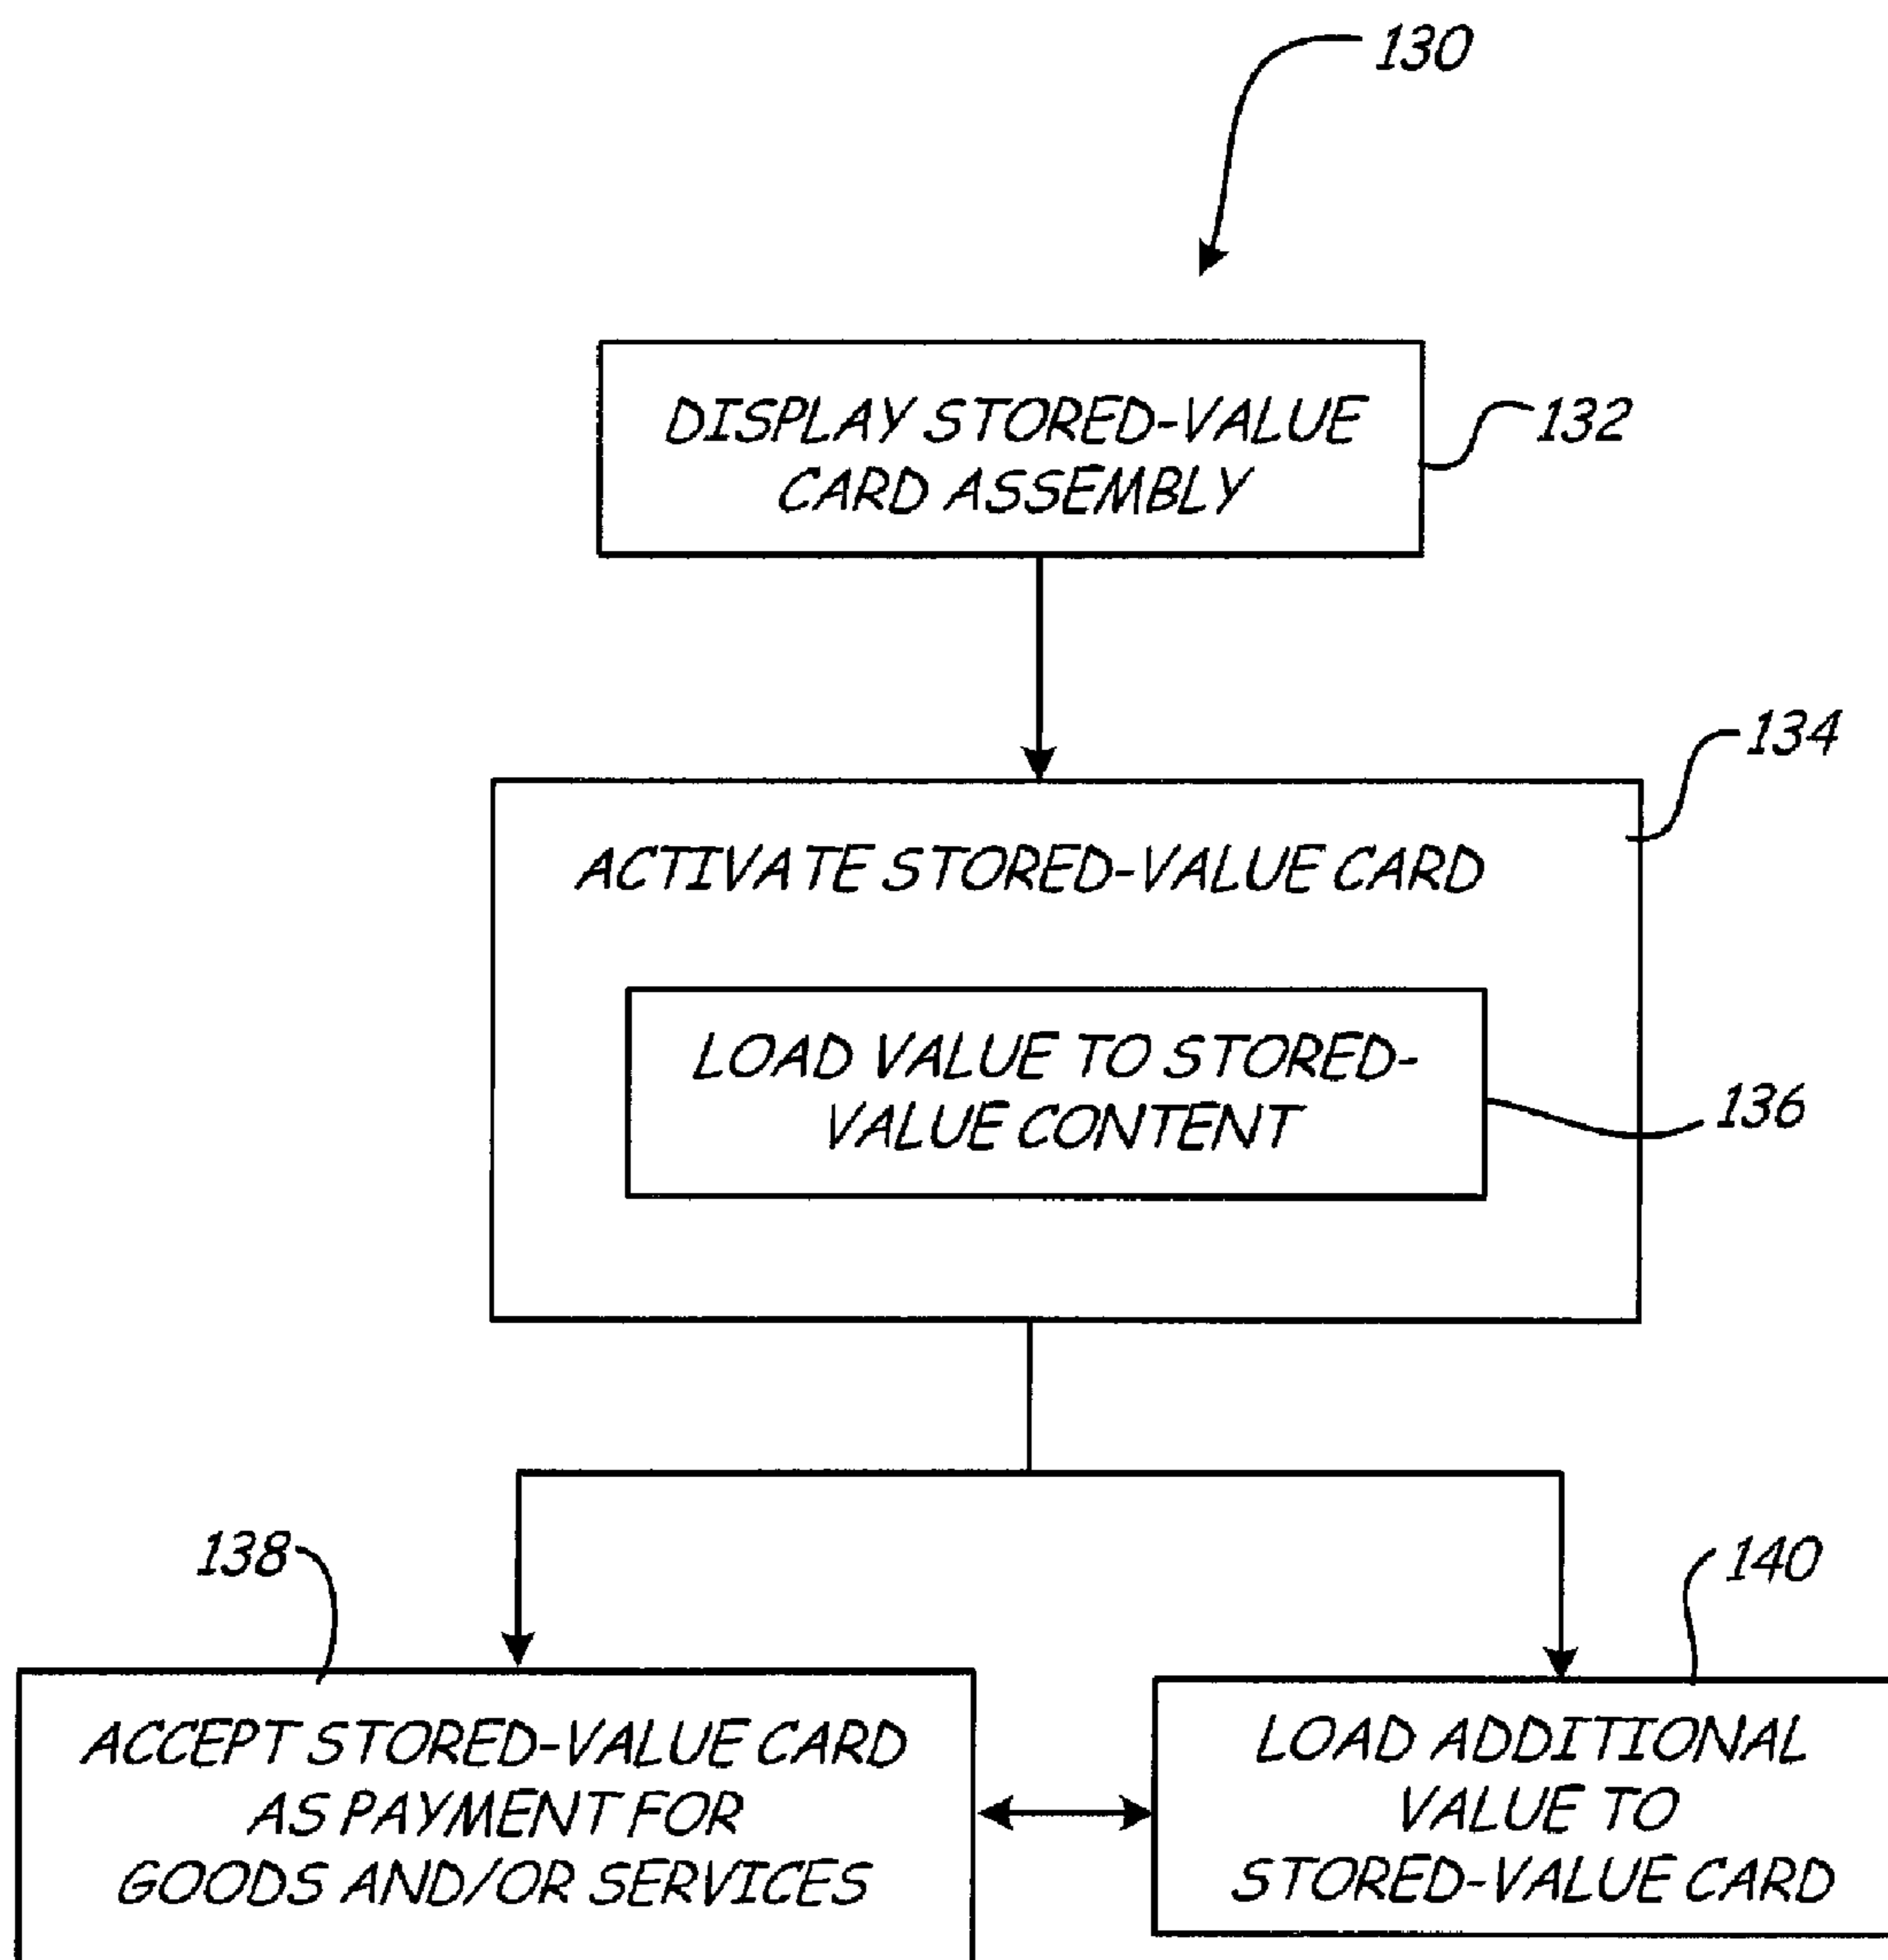 130
DISPLAY STORED-VALUE
CARD ASSEMBLY
132
134
ACTIVATE STORED-VALUE CARD
LOAD VALUE TO STORED-
VALUE CONTENT
136
138
140
ACCEPT STORED-VALUE CARD
AS PAYMENT FOR
GOODS AND/OR SERVICES
LOAD ADDITIONAL
VALUE TO
STORED-VALUE CARD